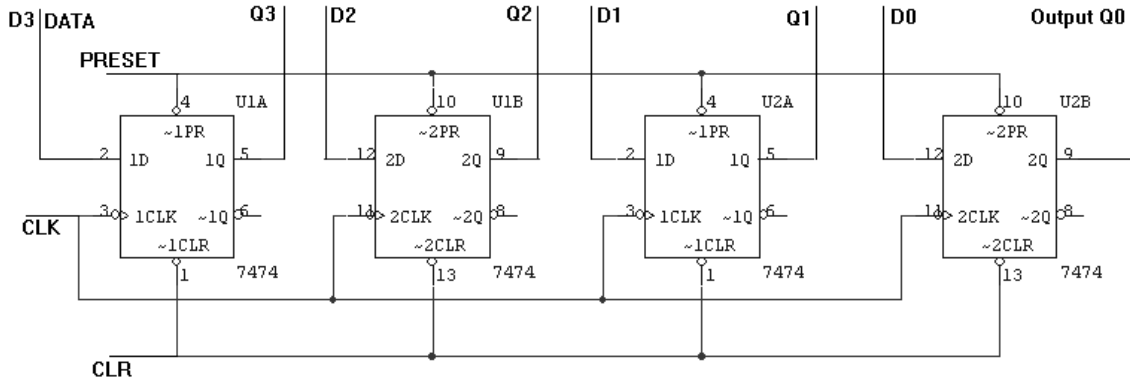 D3 DATA Q3 D2 Q2 D1 Q1 D0 Output Q0
PRESET
4 U1A 10 U1B 4 U2A 10 U2B
~1PR ~2PR ~1PR ~2PR
2 1D 1Q 5 12 2D 2Q 9 2 1D 1Q 5 12 2D 2Q 9
3 1CLK ~1Q 6 11 2CLK ~2Q 8 3 1CLK ~1Q 6 11 2CLK ~2Q 8
CLK
~1CLR ~2CLR ~1CLR ~2CLR
1 7474 13 7474 1 7474 13 7474
CLR